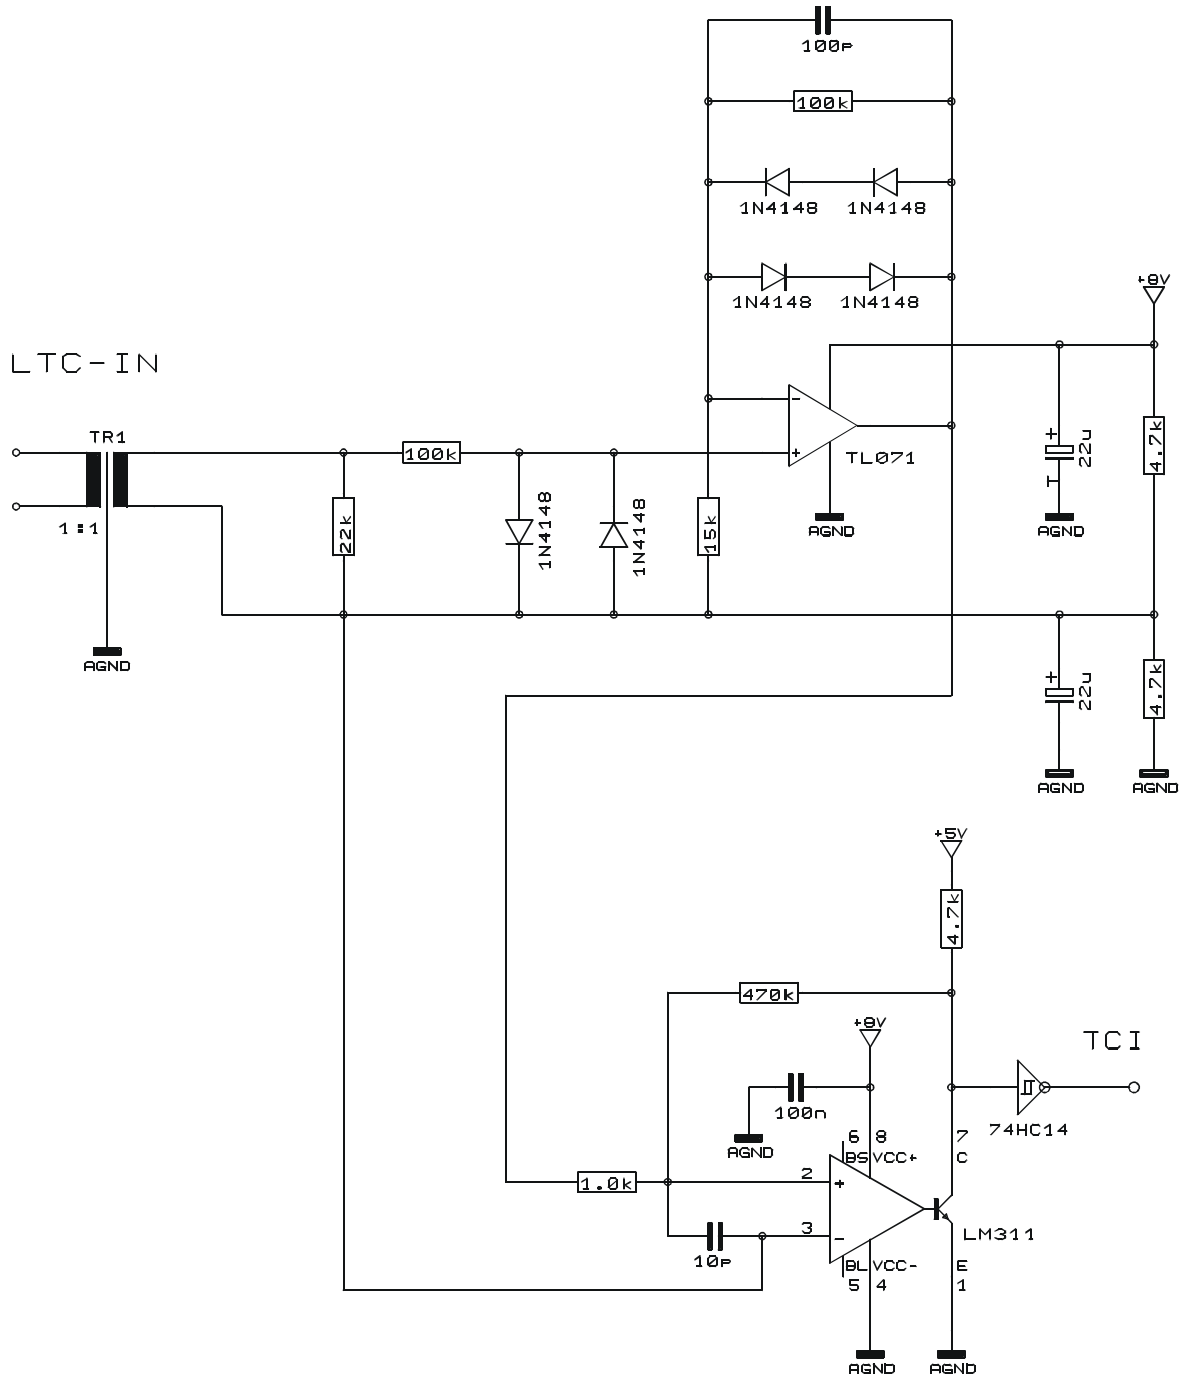 100p
100k
1N4148 1N4148
1N4148 1N4148
+8V
LTC-IN
TR1
1:1
AGND
100k
22k
1N4148
1N4148
15k
-
+
TL071
AGND
+
22u
T
AGND
4.7k
+
22u
AGND
4.7k
AGND
+5V
4.7k
470k
+8V
TCI
100n
AGND
74HC14
6 8
BS VCC+
7
C
1.0k
2
+
3
-
10p
LM311
BL VCC-
5 4
E
1
AGND AGND